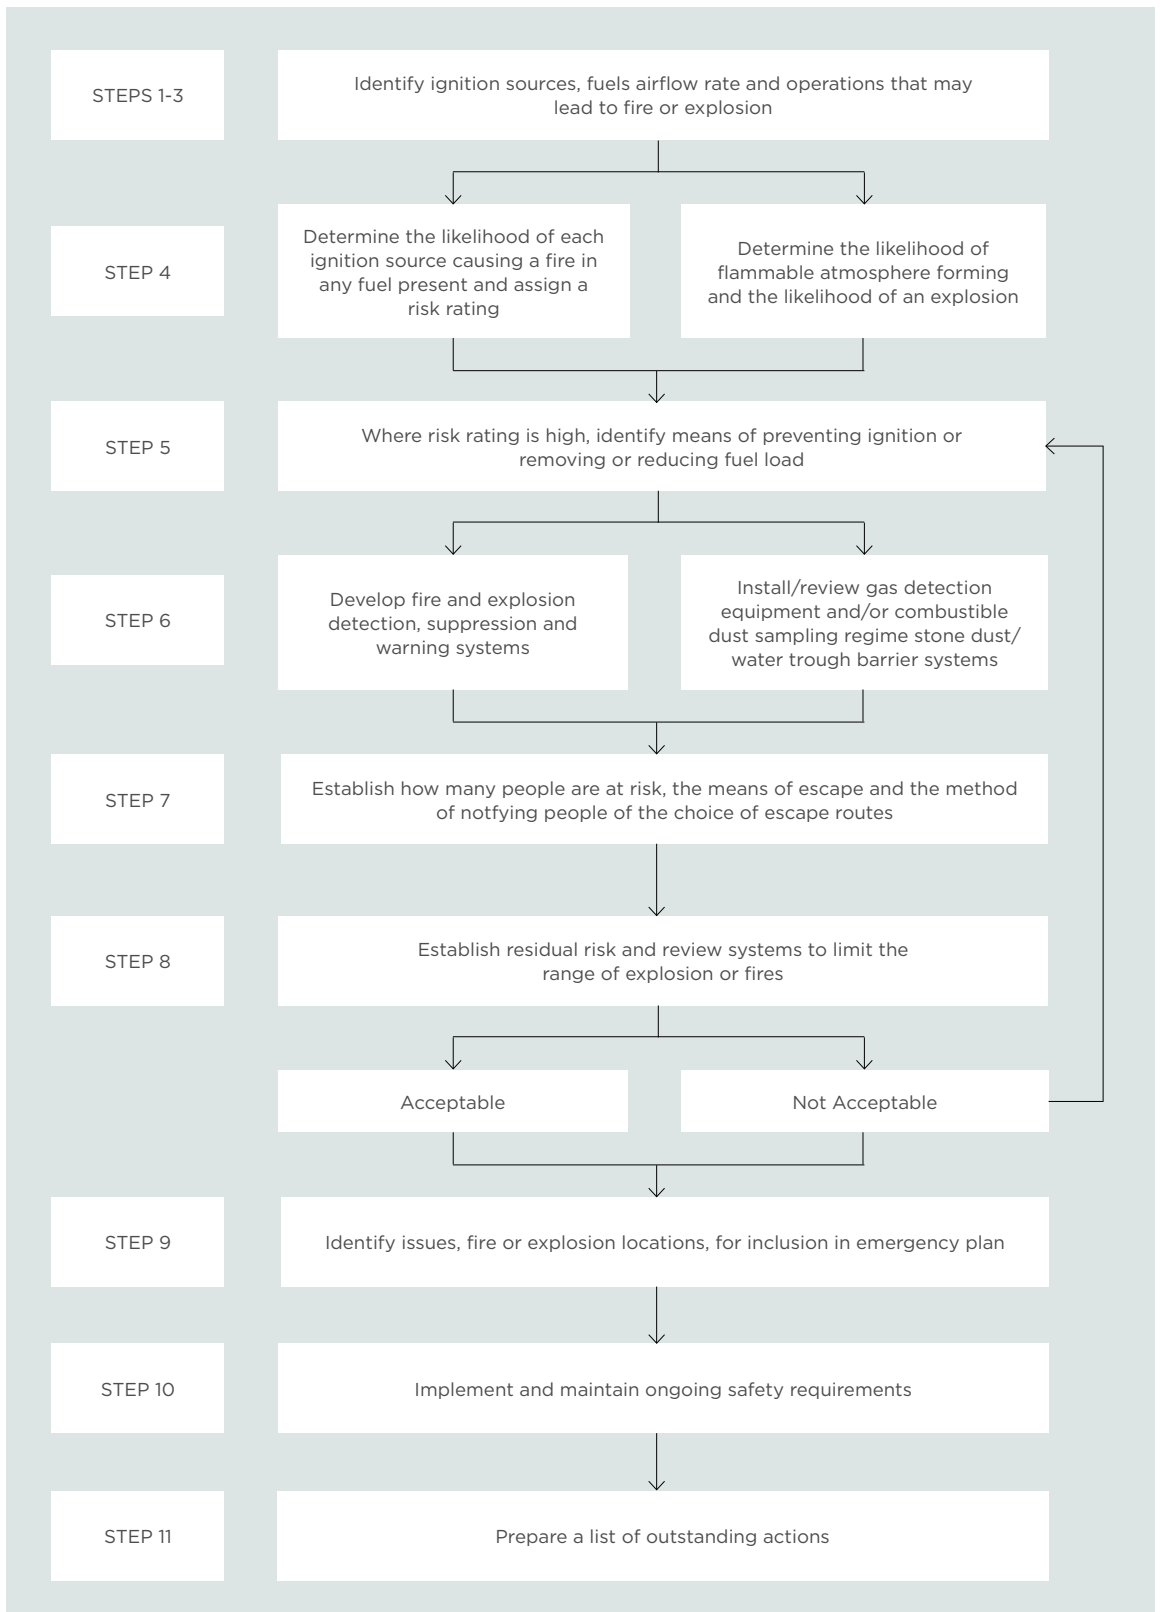 STEPS 1-3
Identify ignition sources, fuels airflow rate and operations that may
lead to fire or explosion
STEP 4
Determine the likelihood of each
ignition source causing a fire in
any fuel present and assign a
risk rating
Determine the likelihood of
flammable atmosphere forming
and the likelihood of an explosion
STEP 5
Where risk rating is high, identify means of preventing ignition or
removing or reducing fuel load
STEP 6
Develop fire and explosion
detection, suppression and
warning systems
Install/review gas detection
equipment and/or combustible
dust sampling regime stone dust/
water trough barrier systems
STEP 7
Establish how many people are at risk, the means of escape and the method
of notfying people of the choice of escape routes
STEP 8
Establish residual risk and review systems to limit the
range of explosion or fires
Acceptable
Not Acceptable
STEP 9
Identify issues, fire or explosion locations, for inclusion in emergency plan
STEP 10
Implement and maintain ongoing safety requirements
STEP 11
Prepare a list of outstanding actions